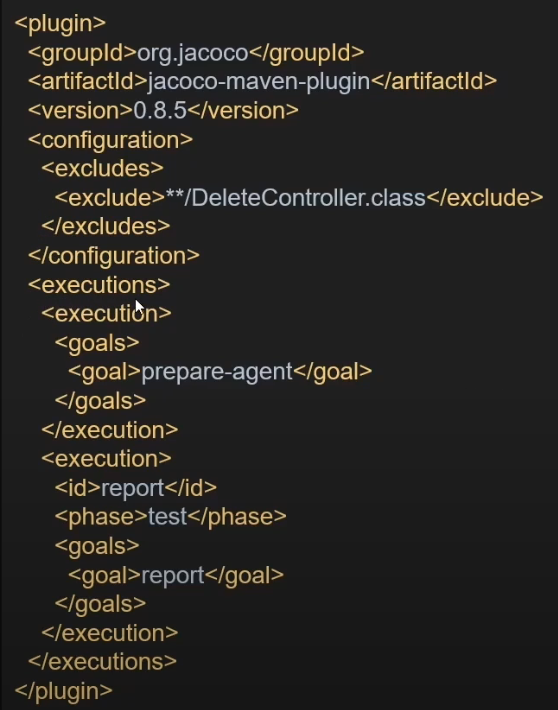 <plugin>
<groupId>org.jacoco</groupId>
<artifactId>jacoco-maven-plugin</artifactId>
<version>0.8.5</version>
<configuration>
<excludes>
<exclude>**/DeleteController.class</exclude>
</excludes>
</configuration>
<executions>
<execution>
<goals>
<goal>prepare-agent</goal>
</goals>
</execution>
<execution>
<id>report</id>
<phase>test</phase>
<goals>
<goal>report</goal>
</goals>
</execution>
</executions>
</plugin>